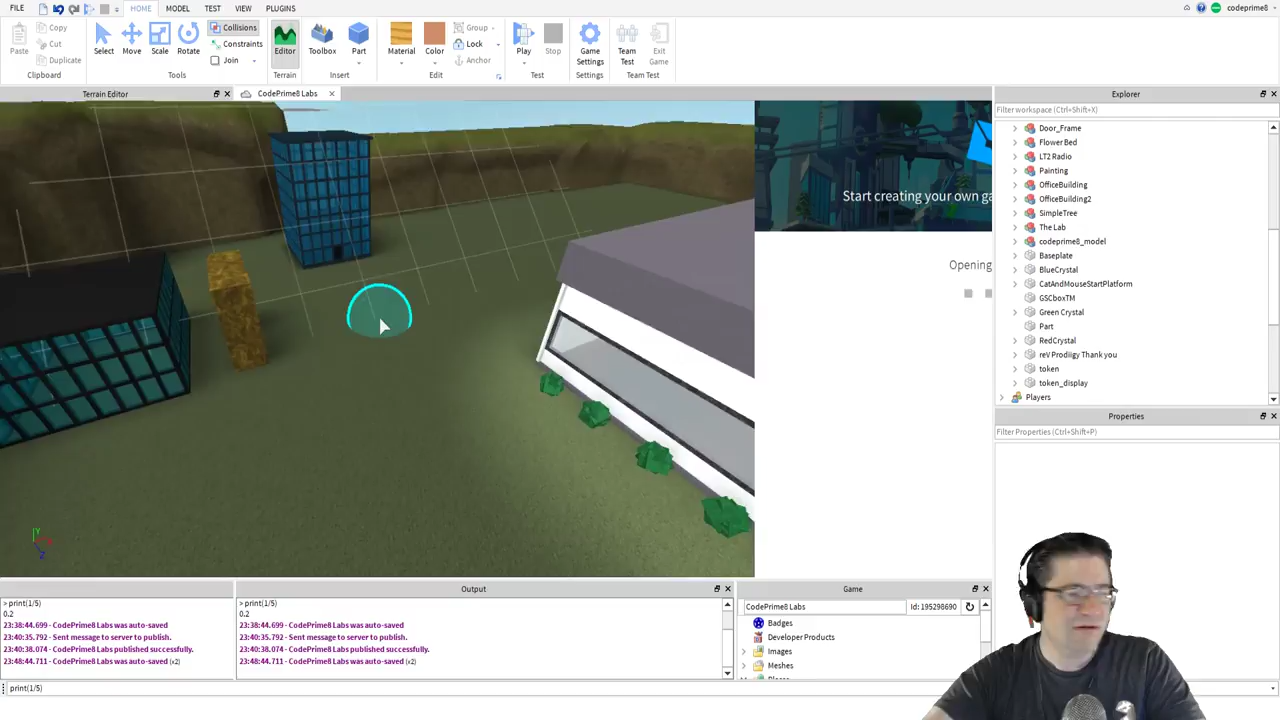 FILE HOME MODEL TEST VIEW PLUGINS codeprime8
Paste Copy Cut Duplicate Clipboard
Select Move Scale Rotate Collisions Constraints Join Tools
Editor Terrain
Toolbox Part Insert
Material Color Group Lock Anchor Edit
Play Stop Test
Game Settings Settings
Team Test Exit Game Team Test
Terrain Editor
CodePrime8 Labs
Start creating your own ga
Opening
Explorer
Filter workspace (Ctrl+Shift+X)
Door_Frame
Flower Bed
LT2 Radio
Painting
OfficeBuilding
OfficeBuilding2
SimpleTree
The Lab
codeprime8_model
Baseplate
BlueCrystal
CatAndMouseStartPlatform
GSCboxTM
Green Crystal
Part
RedCrystal
reV Prodiigy Thank you
token
token_display
Players
Properties
Filter Properties (Ctrl+Shift+P)
Y
Z
> print(1/5)
0.2
23:38:44.699 - CodePrime8 Labs was auto-saved
23:40:35.792 - Sent message to server to publish.
23:40:38.074 - CodePrime8 Labs published successfully.
23:48:44.711 - CodePrime8 Labs was auto-saved (x2)
Output
> print(1/5)
0.2
23:38:44.699 - CodePrime8 Labs was auto-saved
23:40:35.792 - Sent message to server to publish.
23:40:38.074 - CodePrime8 Labs published successfully.
23:48:44.711 - CodePrime8 Labs was auto-saved (x2)
Game
CodePrime8 Labs Id: 195298690
Badges
Developer Products
Images
Meshes
print(1/5)